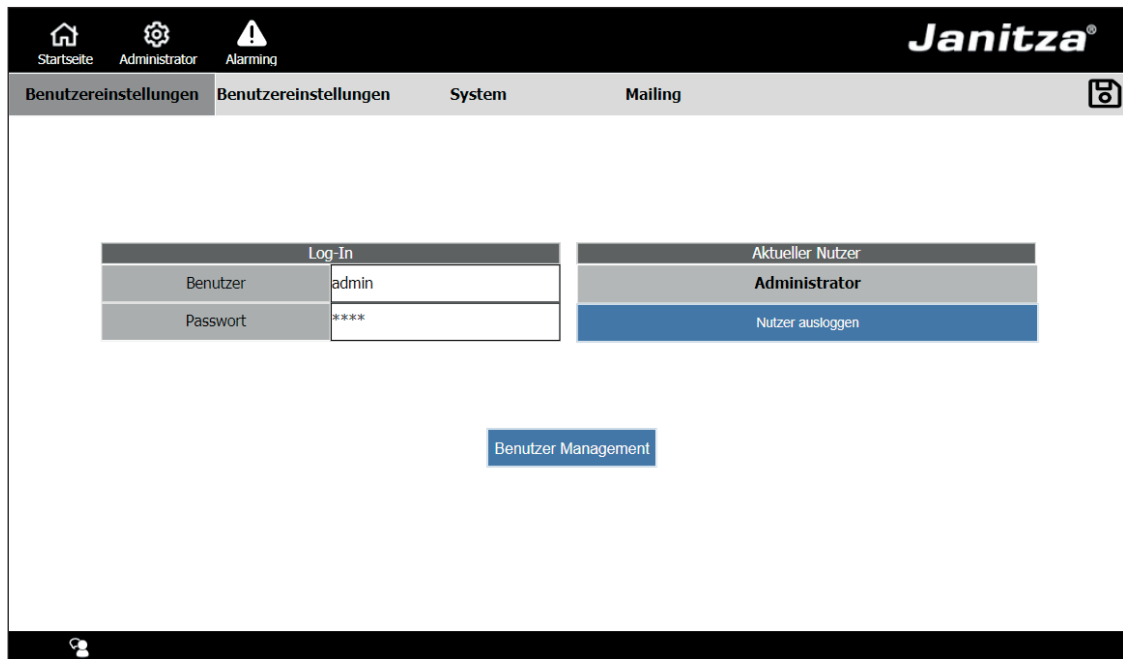 Janitza®
Startseite Administrator Alarming
Benutzereinstellungen Benutzereinstellungen System Mailing
Log-In Aktueller Nutzer
Benutzer admin Administrator
Passwort **** Nutzer ausloggen
Benutzer Management